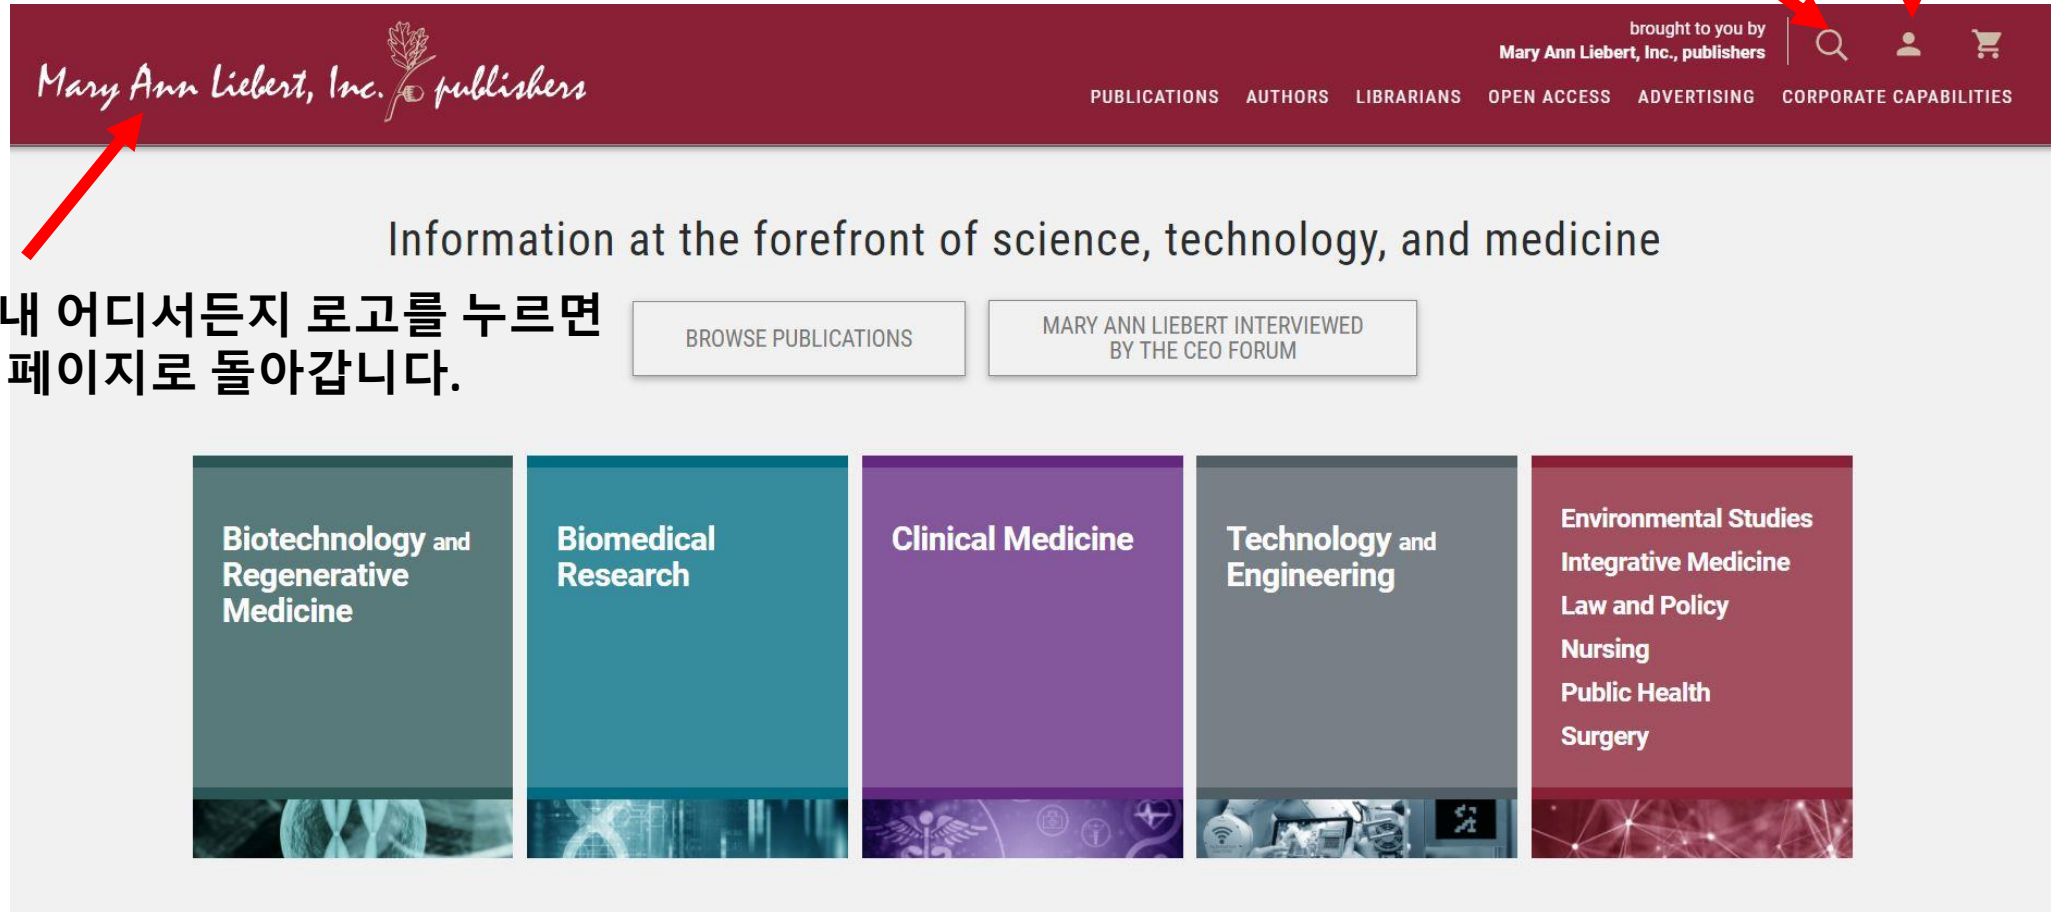 Mary Ann Liebert, Inc. publishers
brought to you by
Mary Ann Liebert, Inc., publishers
PUBLICATIONS AUTHORS LIBRARIANS OPEN ACCESS ADVERTISING CORPORATE CAPABILITIES
Information at the forefront of science, technology, and medicine
내 어디서든지 로고를 누르면
페이지로 돌아갑니다.
BROWSE PUBLICATIONS
MARY ANN LIEBERT INTERVIEWED
BY THE CEO FORUM
Biotechnology and
Regenerative
Medicine
Biomedical
Research
Clinical Medicine
Technology and
Engineering
Environmental Studies
Integrative Medicine
Law and Policy
Nursing
Public Health
Surgery